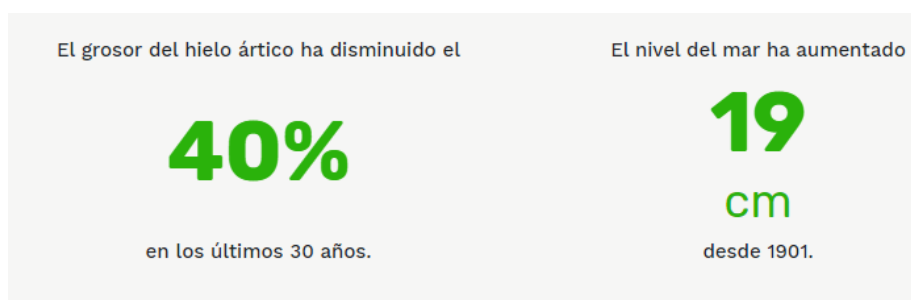 El grosor del hielo ártico ha disminuido el
40%
en los últimos 30 años.
El nivel del mar ha aumentado
19
cm
desde 1901.